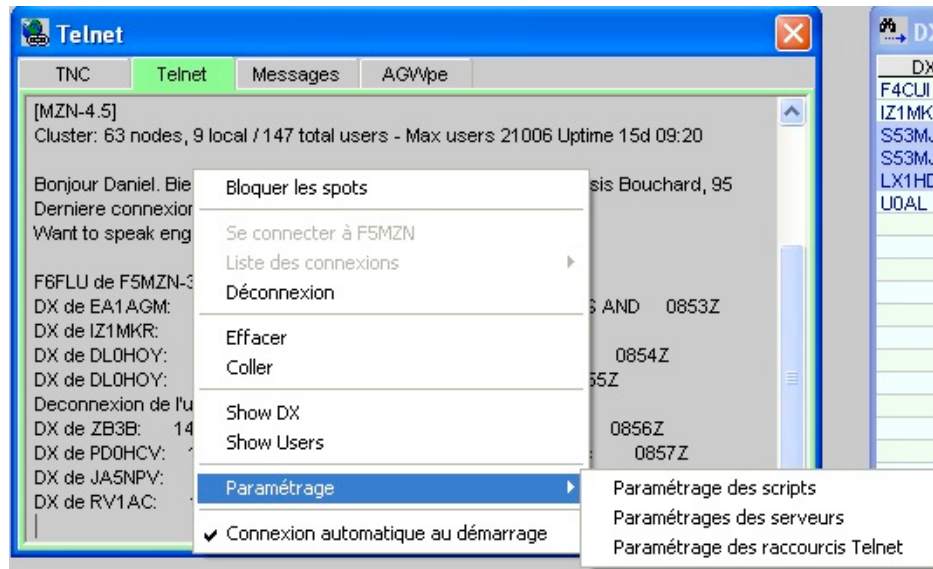 Telnet
TNC Telnet Messages AGWpe
[MZN-4.5]
Cluster: 63 nodes, 9 local / 147 total users - Max users 21006 Uptime 15d 09:20
Bonjour Daniel. Bie sis Bouchard, 95
Derniere connexion
Want to speak eng
F6FLU de F5MZN-3
DX de EA1AGM: S AND 0853Z
DX de IZ1MKR:
DX de DL0HOY: 0854Z
DX de DL0HOY: 55Z
Deconnexion de l'u
DX de ZB3B: 14 0856Z
DX de PD0HCV: 0857Z
DX de JA5NPV:
DX de RV1AC:
Bloquer les spots
Se connecter à F5MZN
Liste des connexions
Déconnexion
Effacer
Coller
Show DX
Show Users
Paramétrage
Connexion automatique au démarrage
Paramétrage des scripts
Paramétrages des serveurs
Paramétrage des raccourcis Telnet
DX
DX
F4CUI
IZ1MK
S53M
S53M
LX1HD
U0AL